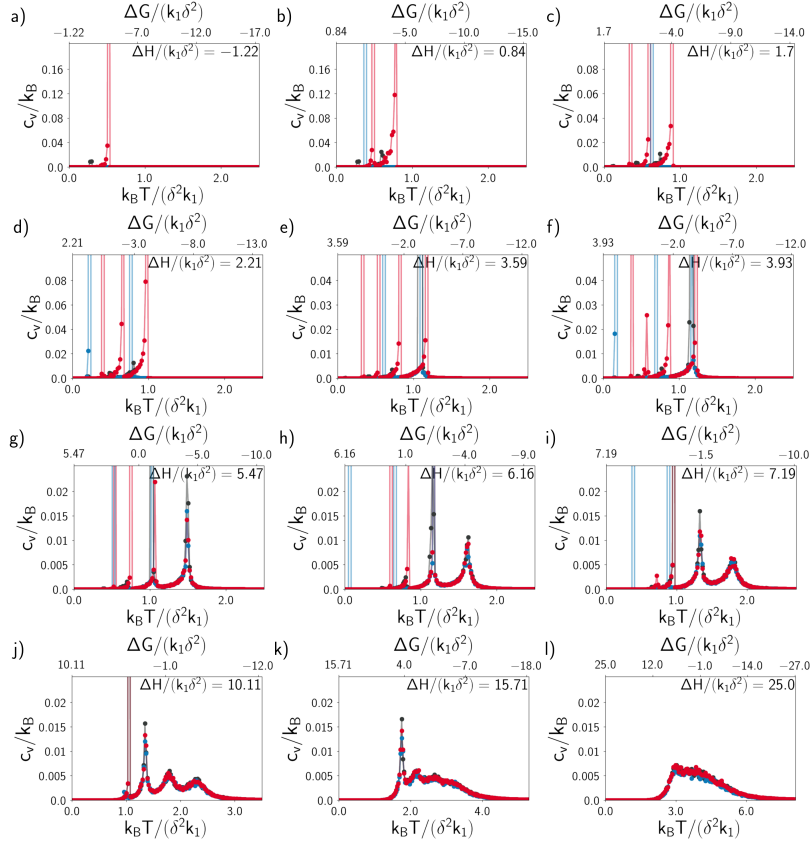 a)
ΔG/(k₁δ²)
−1.22 −7.0 −12.0 −17.0
ΔH/(k₁δ²) = −1.22
c_v/k_B
0.16
0.12
0.08
0.04
0.00
0.0 1.0 2.0
k_BT/(δ²k₁)
b)
ΔG/(k₁δ²)
0.84 −5.0 −10.0 −15.0
ΔH/(k₁δ²) = 0.84
c_v/k_B
0.16
0.12
0.08
0.04
0.00
0.0 1.0 2.0
k_BT/(δ²k₁)
c)
ΔG/(k₁δ²)
1.7 −4.0 −9.0 −14.0
ΔH/(k₁δ²) = 1.7
c_v/k_B
0.10
0.08
0.06
0.04
0.02
0.00
0.0 1.0 2.0
k_BT/(δ²k₁)
d)
ΔG/(k₁δ²)
2.21 −3.0 −8.0 −13.0
ΔH/(k₁δ²) = 2.21
c_v/k_B
0.08
0.06
0.04
0.02
0.00
0.0 1.0 2.0
k_BT/(δ²k₁)
e)
ΔG/(k₁δ²)
3.59 −2.0 −7.0 −12.0
ΔH/(k₁δ²) = 3.59
c_v/k_B
0.05
0.04
0.03
0.02
0.01
0.00
0.0 1.0 2.0
k_BT/(δ²k₁)
f)
ΔG/(k₁δ²)
3.93 −2.0 −7.0 −12.0
ΔH/(k₁δ²) = 3.93
c_v/k_B
0.04
0.03
0.02
0.01
0.00
0.0 1.0 2.0
k_BT/(δ²k₁)
g)
ΔG/(k₁δ²)
5.47 0.0 −5.0 −10.0
ΔH/(k₁δ²) = 5.47
c_v/k_B
0.02
0.015
0.01
0.005
0.0
0.0 1.0 2.0
k_BT/(δ²k₁)
h)
ΔG/(k₁δ²)
6.16 1.0 −4.0 −9.0
ΔH/(k₁δ²) = 6.16
c_v/k_B
0.02
0.015
0.01
0.005
0.0
0.0 1.0 2.0
k_BT/(δ²k₁)
i)
ΔG/(k₁δ²)
7.19 −1.5 −10.0
ΔH/(k₁δ²) = 7.19
c_v/k_B
0.02
0.015
0.01
0.005
0.0
0.0 1.0 2.0
k_BT/(δ²k₁)
j)
ΔG/(k₁δ²)
10.11 −1.0 −12.0
ΔH/(k₁δ²) = 10.11
c_v/k_B
0.02
0.015
0.01
0.005
0.0
0.0 1.0 2.0 3.0
k_BT/(δ²k₁)
k)
ΔG/(k₁δ²)
15.71 4.0 −7.0 −18.0
ΔH/(k₁δ²) = 15.71
c_v/k_B
0.02
0.015
0.01
0.005
0.0
0.0 2.0 4.0
k_BT/(δ²k₁)
l)
ΔG/(k₁δ²)
25.0 12.0 −1.0 −14.0 −27.0
ΔH/(k₁δ²) = 25.0
c_v/k_B
0.02
0.015
0.01
0.005
0.0
0.0 3.0 6.0
k_BT/(δ²k₁)